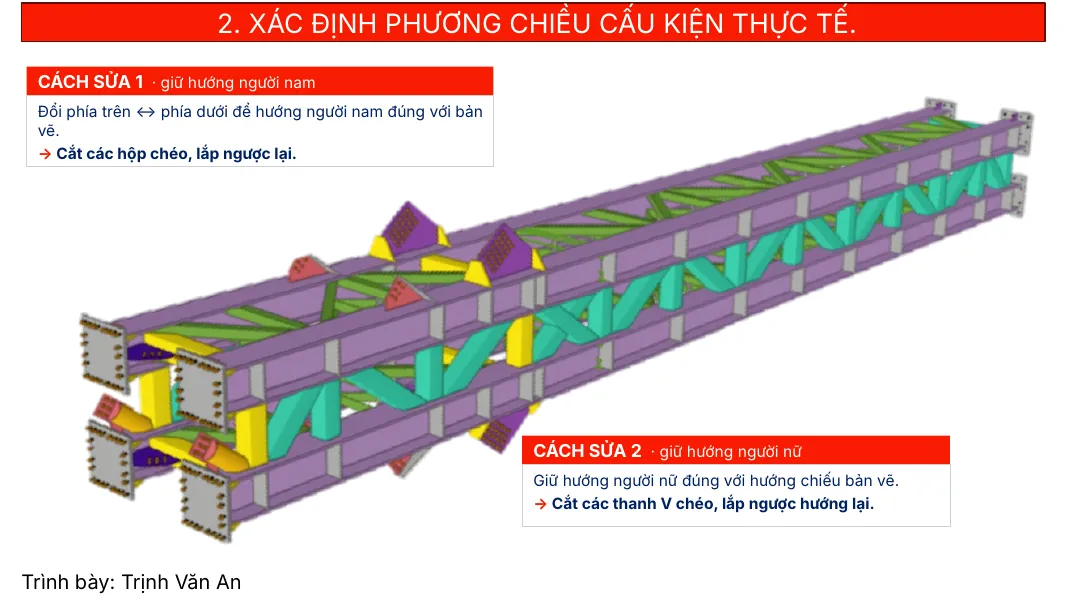 2. XÁC ĐỊNH PHƯƠNG CHIỀU CẤU KIỆN THỰC TẾ.
CÁCH SỬA 1 · giữ hướng người nam
Đổi phía trên ↔ phía dưới để hướng người nam đúng với bản
vẽ.
→ Cắt các hộp chéo, lắp ngược lại.
CÁCH SỬA 2 · giữ hướng người nữ
Giữ hướng người nữ đúng với hướng chiếu bản vẽ.
→ Cắt các thanh V chéo, lắp ngược hướng lại.
Trình bày: Trịnh Văn An